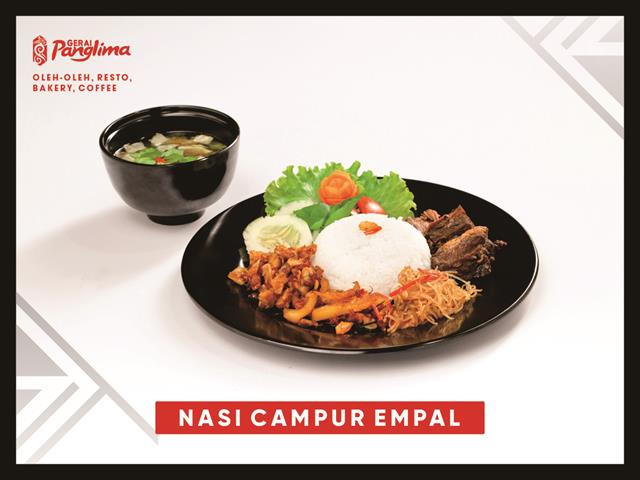 GERAI
Panglima
OLEH-OLEH, RESTO,
BAKERY, COFFEE
NASI CAMPUR EMPAL